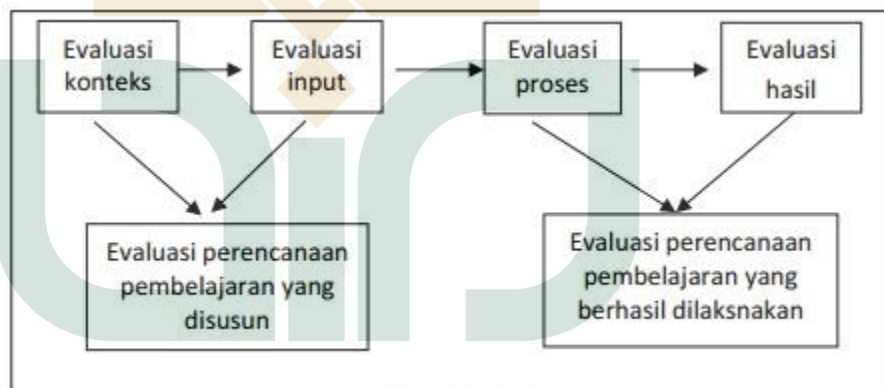 Evaluasi
konteks
Evaluasi
input
Evaluasi
proses
Evaluasi
hasil
Evaluasi perencanaan
pembelajaran yang
disusun
Evaluasi perencanaan
pembelajaran yang
berhasil dilaksnakan